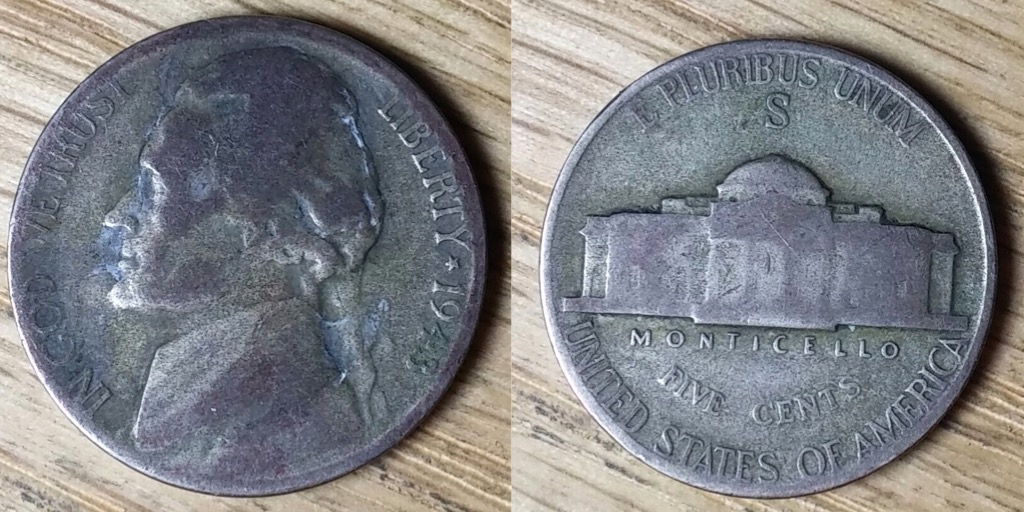 IN GOD WE TRUST
LIBERTY ★ 1943
E PLURIBUS UNUM
S
MONTICELLO
FIVE CENTS
UNITED STATES OF AMERICA